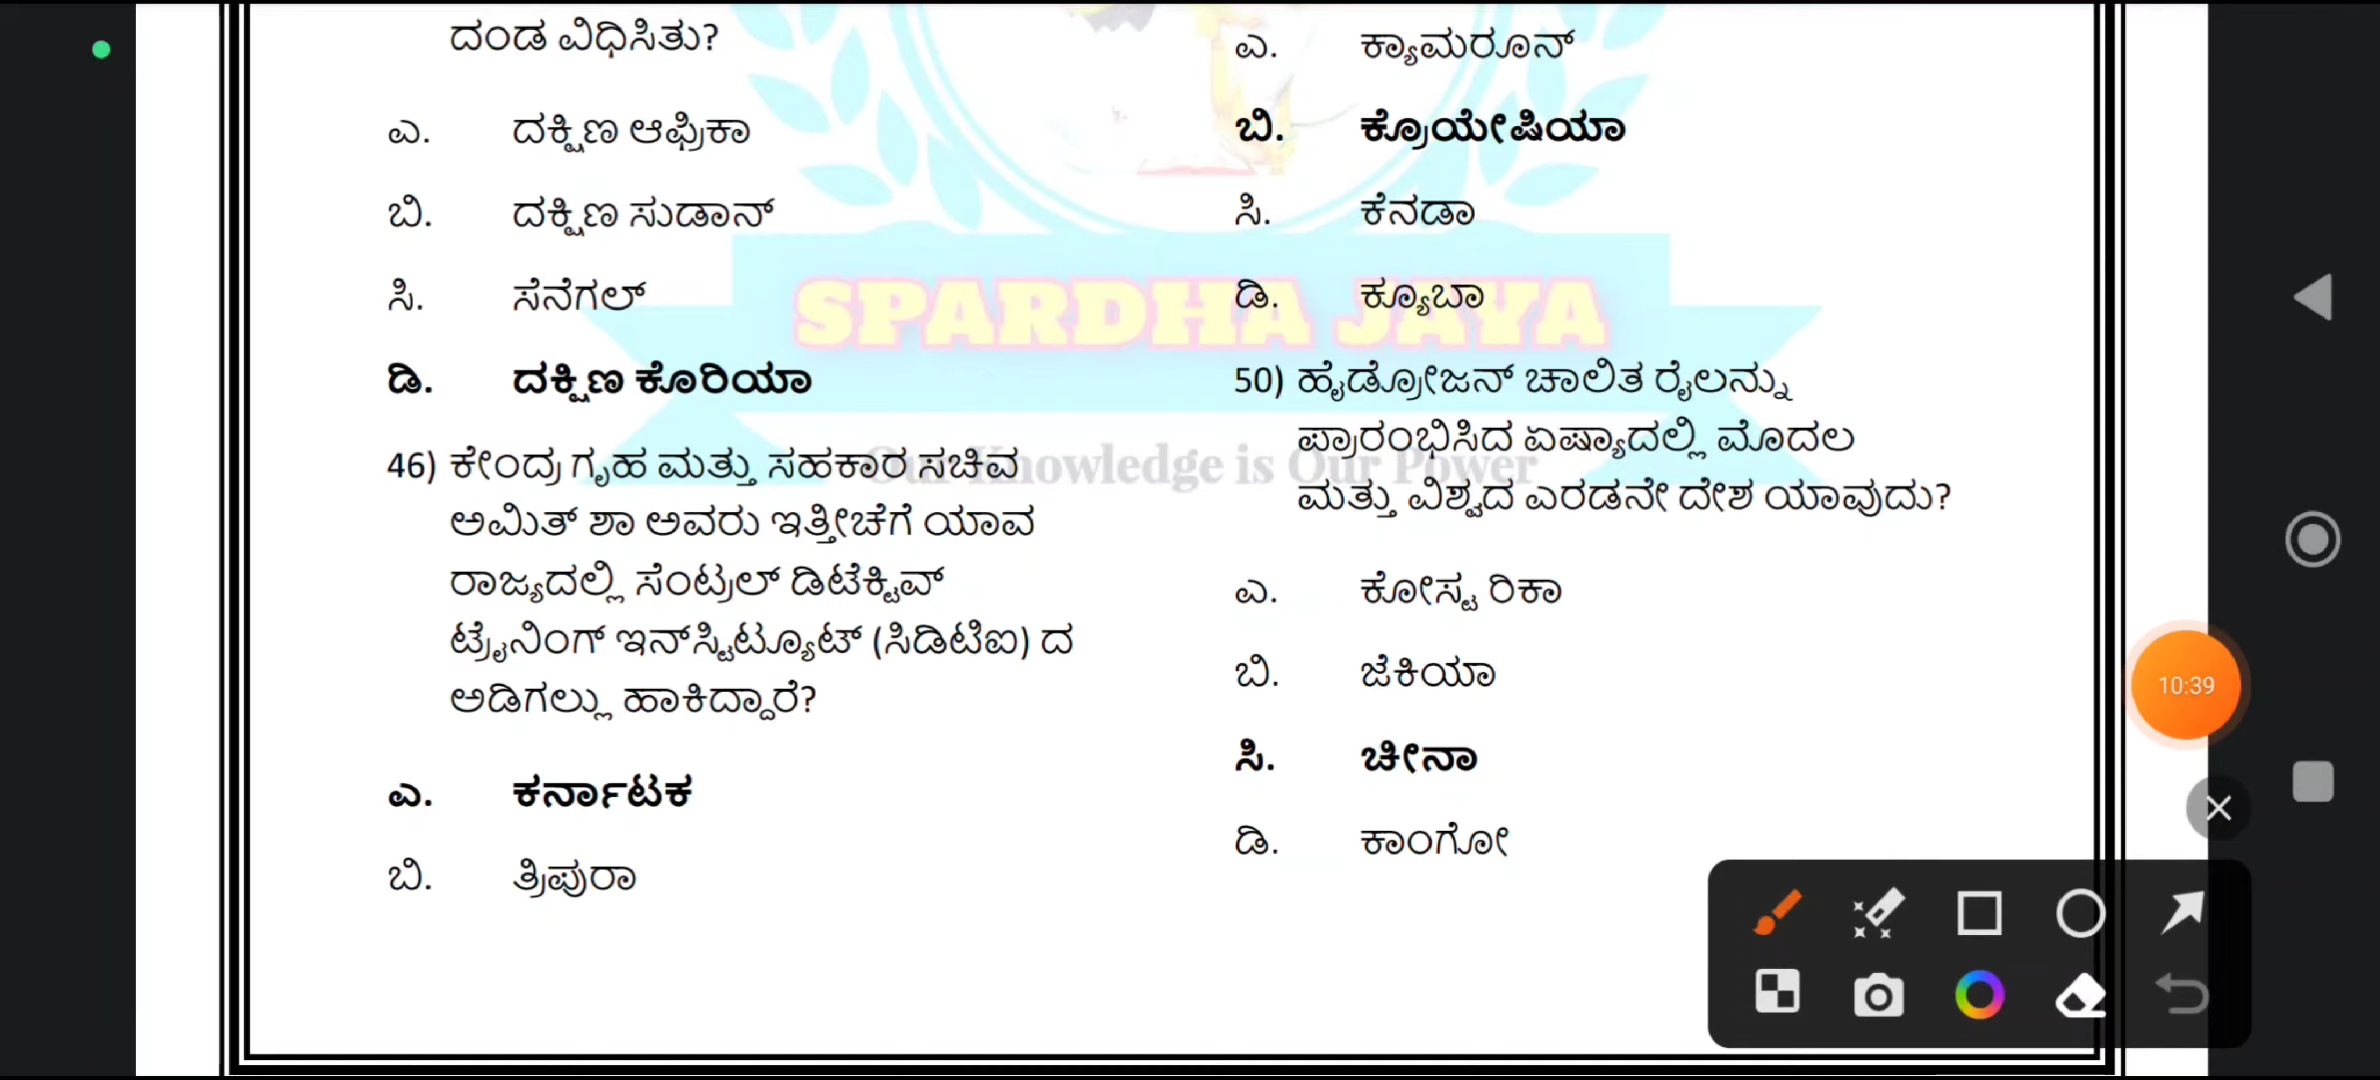 ದಂಡ ವಿಧಿಸಿತು?
ಎ. ದಕ್ಷಿಣ ಆಫ್ರಿಕಾ
ಬಿ. ದಕ್ಷಿಣ ಸುಡಾನ್
ಸಿ. ಸೆನೆಗಲ್
ಡಿ. ದಕ್ಷಿಣ ಕೊರಿಯಾ
46) ಕೇಂದ್ರ ಗೃಹ ಮತ್ತು ಸಹಕಾರ ಸಚಿವ
ಅಮಿತ್ ಶಾ ಅವರು ಇತ್ತೀಚೆಗೆ ಯಾವ
ರಾಜ್ಯದಲ್ಲಿ ಸೆಂಟ್ರಲ್ ಡಿಟೆಕ್ಟಿವ್
ಟ್ರೈನಿಂಗ್ ಇನ್‌ಸ್ಟಿಟ್ಯೂಟ್ (ಸಿಡಿಟಿಐ) ದ
ಅಡಿಗಲ್ಲು ಹಾಕಿದ್ದಾರೆ?
ಎ. ಕರ್ನಾಟಕ
ಬಿ. ತ್ರಿಪುರಾ
ಎ. ಕ್ಯಾಮರೂನ್
ಬಿ. ಕ್ರೊಯೇಷಿಯಾ
ಸಿ. ಕೆನಡಾ
ಡಿ. ಕ್ಯೂಬಾ
50) ಹೈಡ್ರೋಜನ್ ಚಾಲಿತ ರೈಲನ್ನು
ಪ್ರಾರಂಭಿಸಿದ ಏಷ್ಯಾದಲ್ಲಿ ಮೊದಲ
ಮತ್ತು ವಿಶ್ವದ ಎರಡನೇ ದೇಶ ಯಾವುದು?
ಎ. ಕೋಸ್ಟ ರಿಕಾ
ಬಿ. ಜೆಕಿಯಾ
ಸಿ. ಚೀನಾ
ಡಿ. ಕಾಂಗೋ
SPARDHA JAYA
Our Knowledge is Our Power
10:39